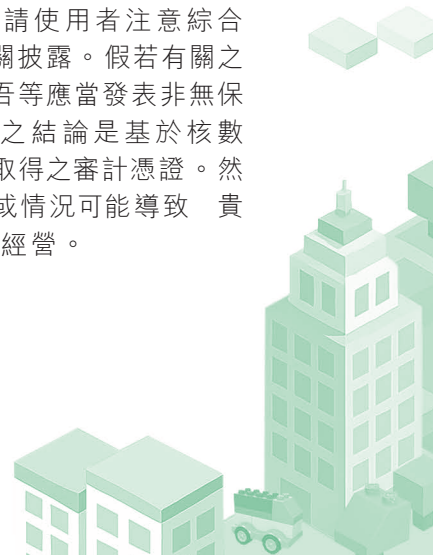 請使用者注意綜合
關披露。假若有關之
吾等應當發表非無保
之結論是基於核數
取得之審計憑證。然
或情況可能導致 貴
經營。